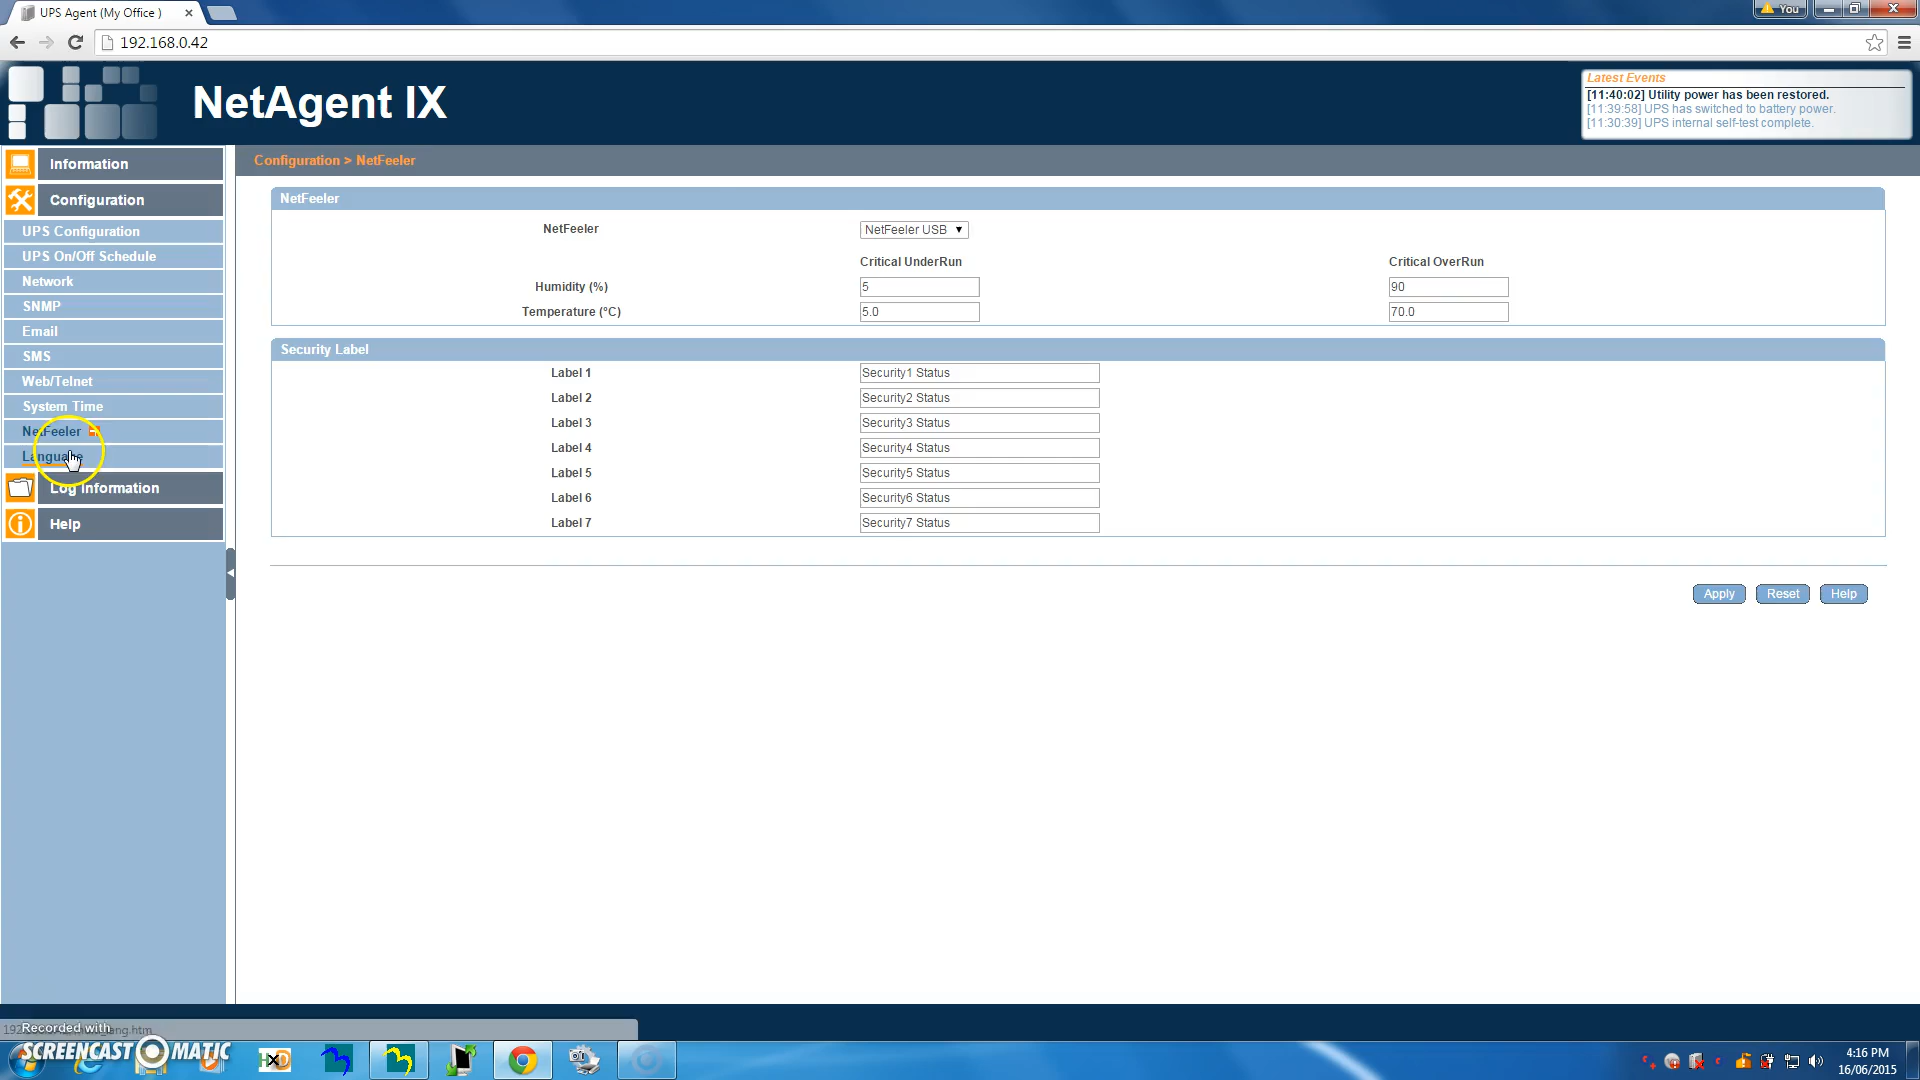 UPS Agent (My Office )
You
192.168.0.42
NetAgent IX
Latest Events
[11:40:02] Utility power has been restored.
[11:39:58] UPS has switched to battery power.
[11:30:39] UPS internal self-test complete.
Information
Configuration
UPS Configuration
UPS On/Off Schedule
Network
SNMP
Email
SMS
Web/Telnet
System Time
NetFeeler
Language
Log Information
Help
Configuration > NetFeeler
NetFeeler
NetFeeler NetFeeler USB
Critical UnderRun Critical OverRun
Humidity (%) 5 90
Temperature (°C) 5.0 70.0
Security Label
Label 1 Security1 Status
Label 2 Security2 Status
Label 3 Security3 Status
Label 4 Security4 Status
Label 5 Security5 Status
Label 6 Security6 Status
Label 7 Security7 Status
Apply Reset Help
Recorded with
SCREENCAST MATIC
4:16 PM
16/06/2015